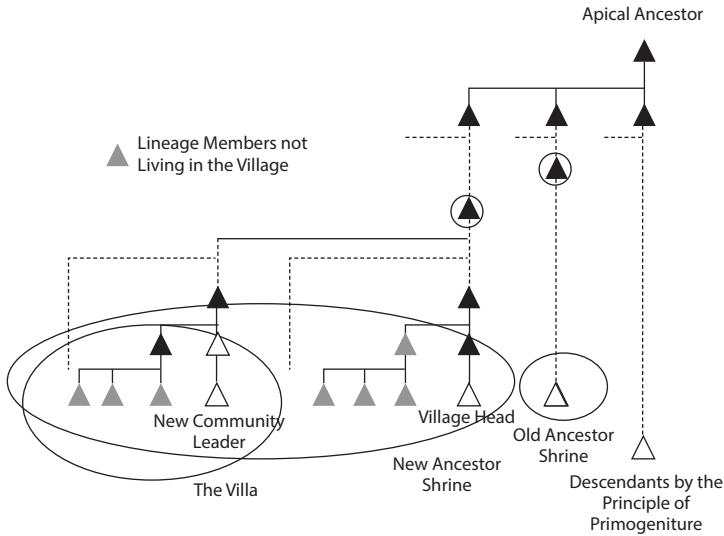 Apical Ancestor
Lineage Members not
Living in the Village
New Community
Leader
Village Head
Old Ancestor
Shrine
New Ancestor
Shrine
The Villa
Descendants by the
Principle of
Primogeniture